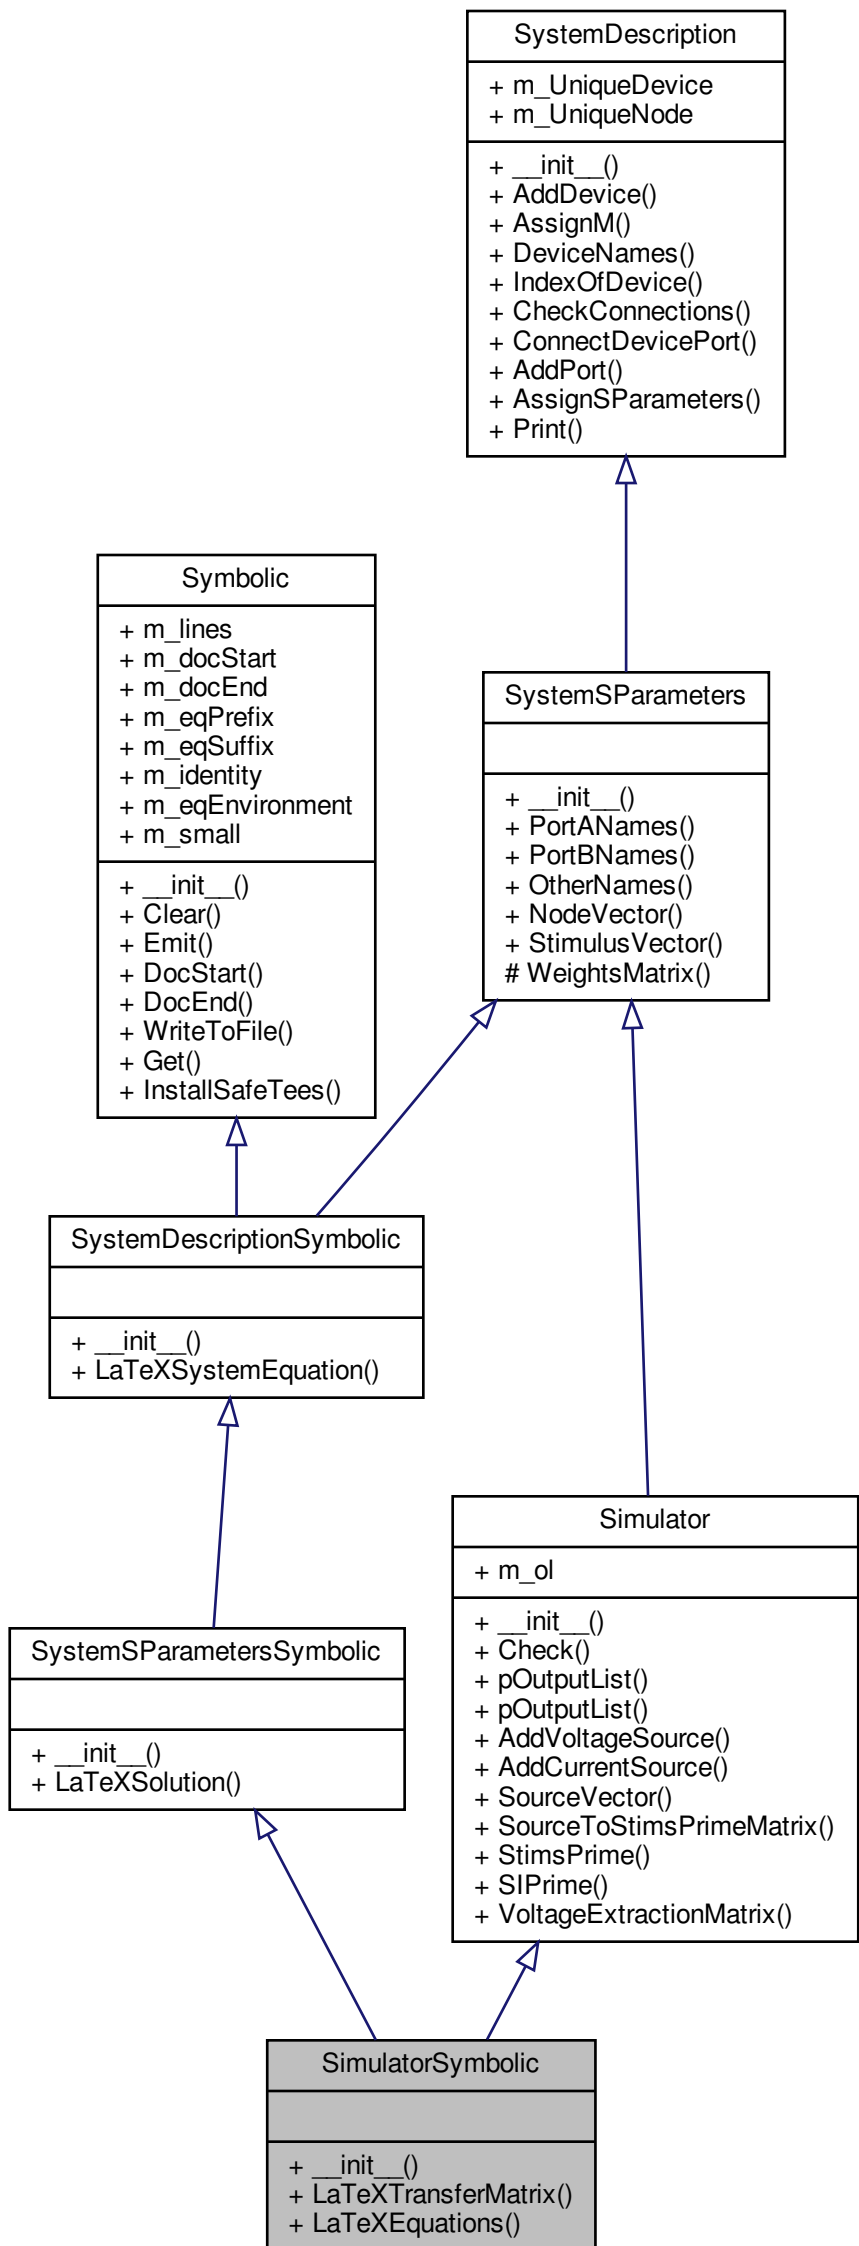 SystemDescription
+ m_UniqueDevice
+ m_UniqueNode
+ __init__()
+ AddDevice()
+ AssignM()
+ DeviceNames()
+ IndexOfDevice()
+ CheckConnections()
+ ConnectDevicePort()
+ AddPort()
+ AssignSParameters()
+ Print()
Symbolic
+ m_lines
+ m_docStart
+ m_docEnd
+ m_eqPrefix
+ m_eqSuffix
+ m_identity
+ m_eqEnvironment
+ m_small
+ __init__()
+ Clear()
+ Emit()
+ DocStart()
+ DocEnd()
+ WriteToFile()
+ Get()
+ InstallSafeTees()
SystemSParameters
+ __init__()
+ PortANames()
+ PortBNames()
+ OtherNames()
+ NodeVector()
+ StimulusVector()
# WeightsMatrix()
SystemDescriptionSymbolic
+ __init__()
+ LaTeXSystemEquation()
Simulator
+ m_ol
+ __init__()
+ Check()
+ pOutputList()
+ pOutputList()
+ AddVoltageSource()
+ AddCurrentSource()
+ SourceVector()
+ SourceToStimsPrimeMatrix()
+ StimsPrime()
+ SIPrime()
+ VoltageExtractionMatrix()
SystemSParametersSymbolic
+ __init__()
+ LaTeXSolution()
SimulatorSymbolic
+ __init__()
+ LaTeXTransferMatrix()
+ LaTeXEquations()